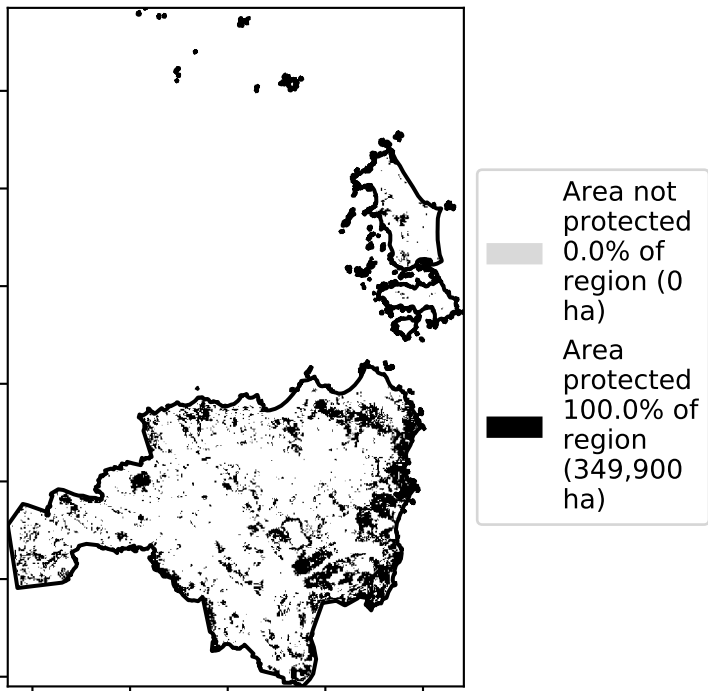 Area not
protected
0.0% of
region (0
ha)
Area
protected
100.0% of
region
(349,900
ha)